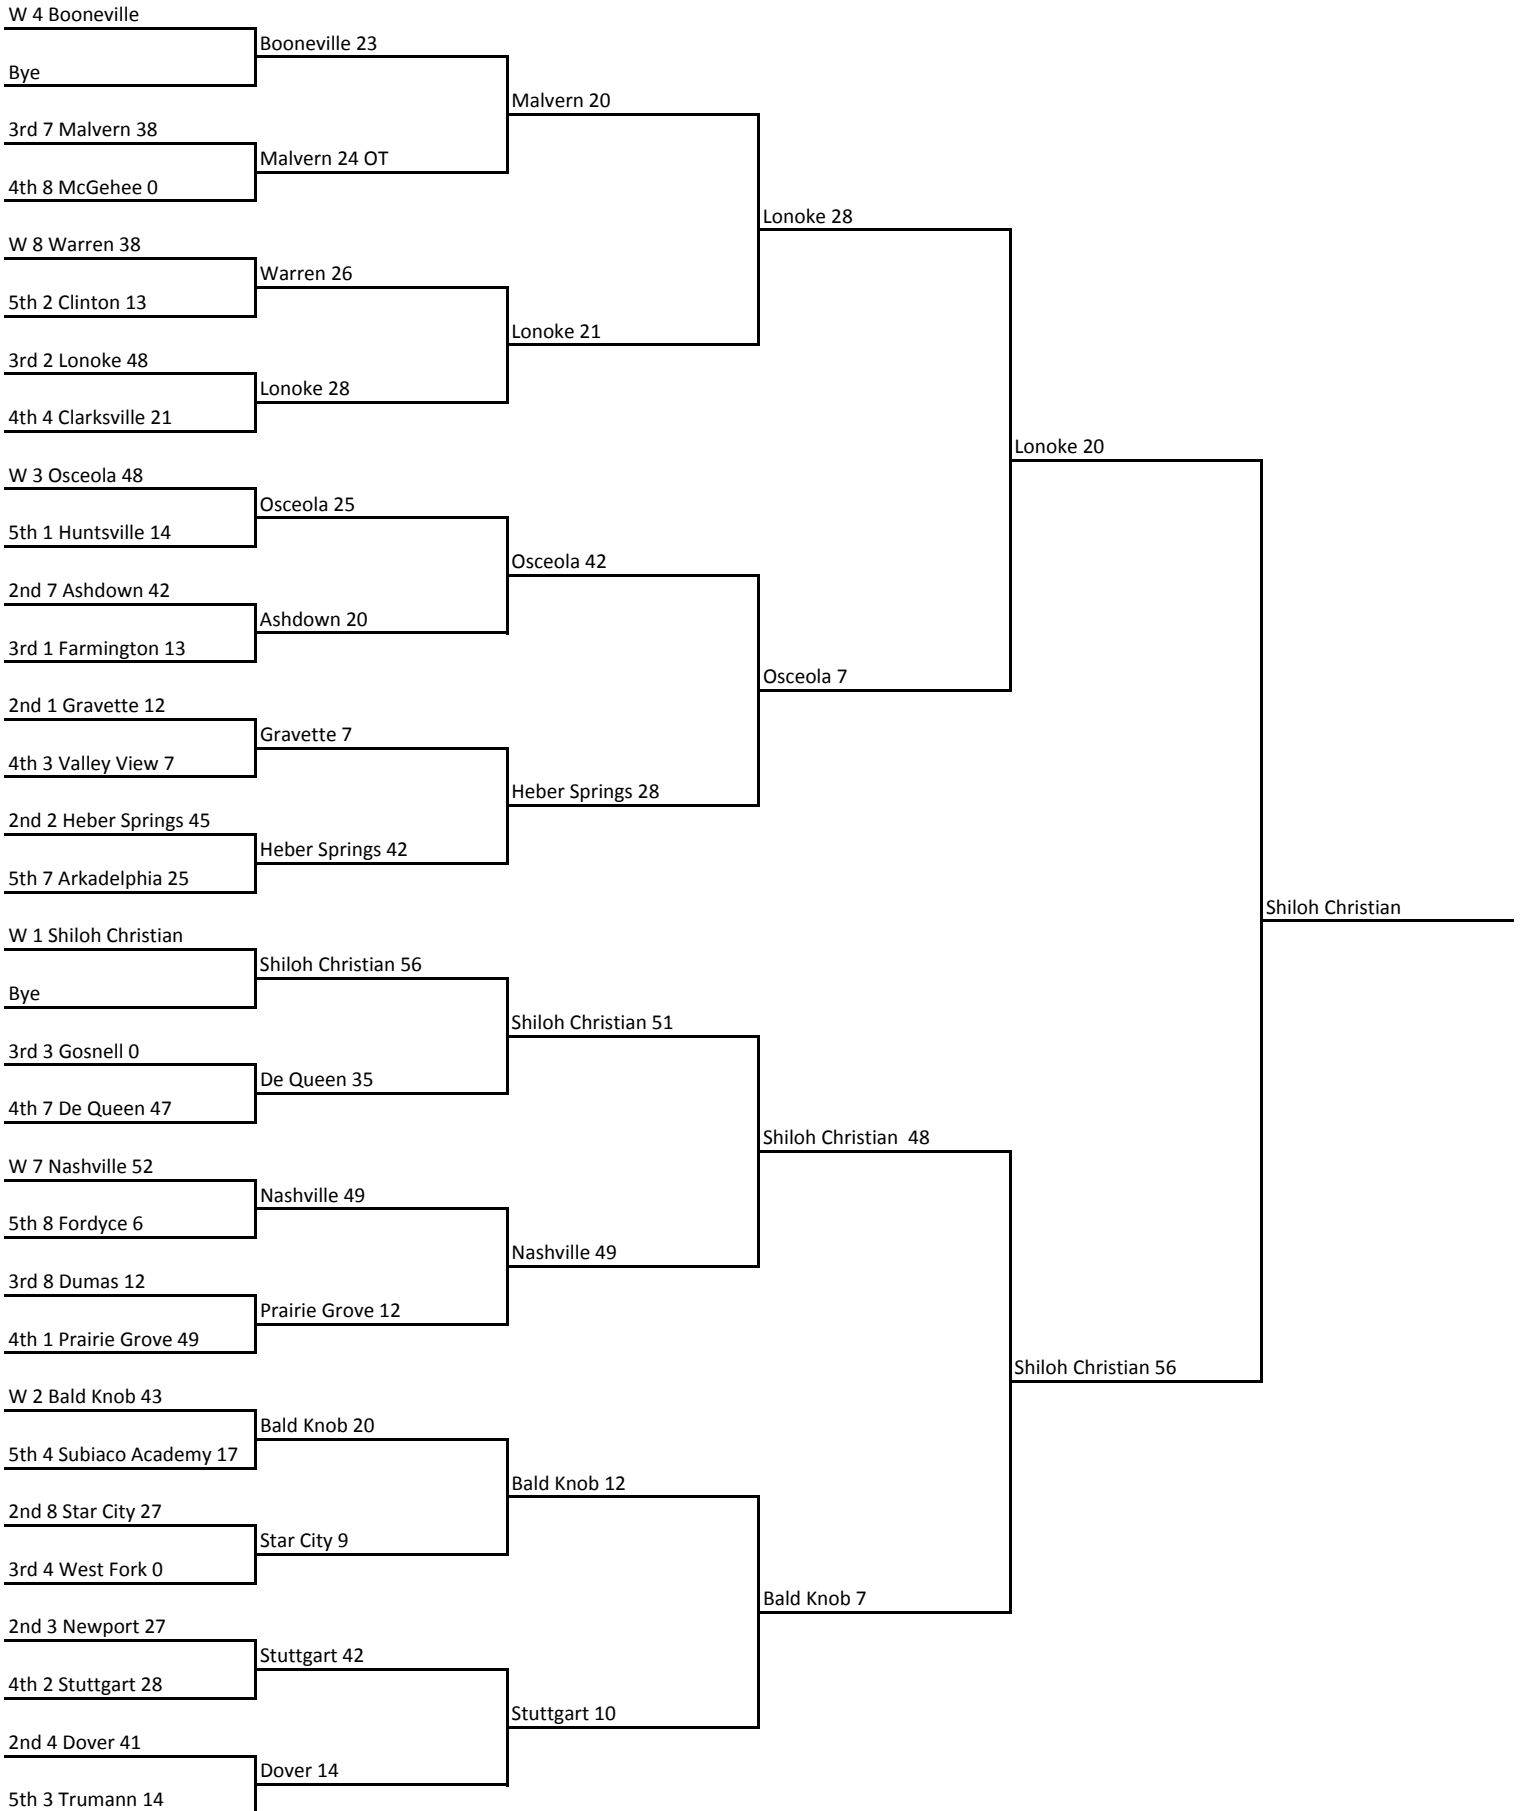 W 4 Booneville
Booneville 23
Bye
Malvern 20
3rd 7 Malvern 38
Malvern 24 OT
4th 8 McGehee 0
Lonoke 28
W 8 Warren 38
Warren 26
5th 2 Clinton 13
Lonoke 21
3rd 2 Lonoke 48
Lonoke 28
4th 4 Clarksville 21
Lonoke 20
W 3 Osceola 48
Osceola 25
5th 1 Huntsville 14
Osceola 42
2nd 7 Ashdown 42
Ashdown 20
3rd 1 Farmington 13
Osceola 7
2nd 1 Gravette 12
Gravette 7
4th 3 Valley View 7
Heber Springs 28
2nd 2 Heber Springs 45
Heber Springs 42
5th 7 Arkadelphia 25
Shiloh Christian
W 1 Shiloh Christian
Shiloh Christian 56
Bye
Shiloh Christian 51
3rd 3 Gosnell 0
De Queen 35
4th 7 De Queen 47
Shiloh Christian  48
W 7 Nashville 52
Nashville 49
5th 8 Fordyce 6
Nashville 49
3rd 8 Dumas 12
Prairie Grove 12
4th 1 Prairie Grove 49
Shiloh Christian 56
W 2 Bald Knob 43
Bald Knob 20
5th 4 Subiaco Academy 17
Bald Knob 12
2nd 8 Star City 27
Star City 9
3rd 4 West Fork 0
Bald Knob 7
2nd 3 Newport 27
Stuttgart 42
4th 2 Stuttgart 28
Stuttgart 10
2nd 4 Dover 41
Dover 14
5th 3 Trumann 14